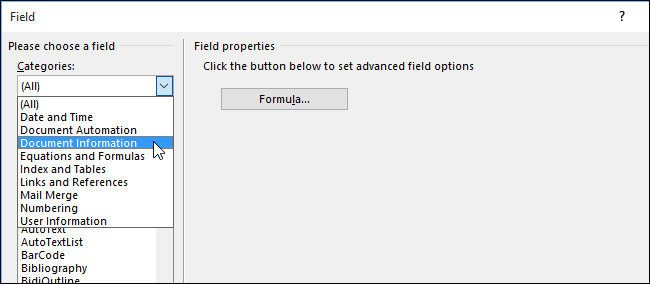 Field
?
Please choose a field
Categories:
(All)
(All)
Date and Time
Document Automation
Document Information
Equations and Formulas
Index and Tables
Links and References
Mail Merge
Numbering
User Information
AutoText
AutoTextList
BarCode
Bibliography
BidiOutline
Field properties
Click the button below to set advanced field options
Formula...